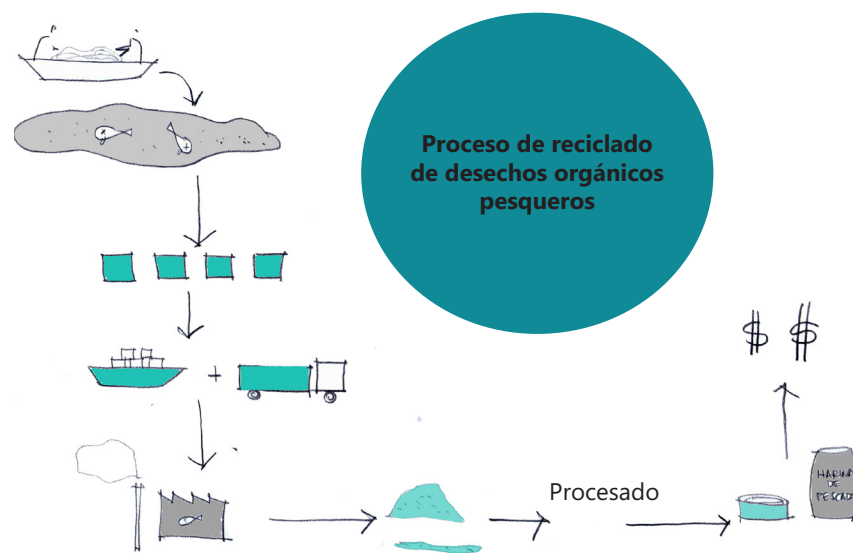 Proceso de reciclado
de desechos orgánicos
pesqueros
$ $
+
Procesado
HARINA
DE
PESCADO